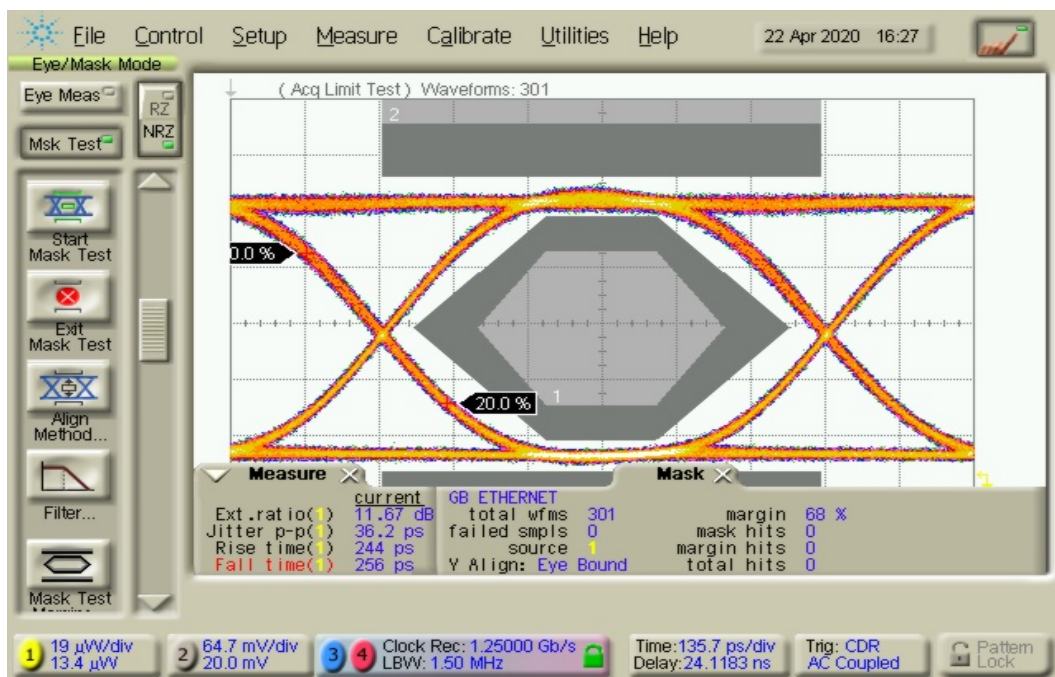 File Control Setup Measure Calibrate Utilities Help 22 Apr 2020 16:27
Eye/Mask Mode
Eye Meas
RZ
NRZ
Msk Test
Start
Mask Test
Exit
Mask Test
Align
Method...
Filter...
Mask Test
( Acq Limit Test ) Waveforms: 301
2
0.0 %
20.0 %
1
Measure
current
Ext.ratio(1) 11.67 dB
Jitter p-p(1) 36.2 ps
Rise time(1) 244 ps
Fall time(1) 256 ps
Mask
GB ETHERNET
total wfms 301 margin 68 %
failed smpls 0 mask hits 0
source 1 margin hits 0
Y Align: Eye Bound total hits 0
1 19 µW/div
13.4 µW
2 64.7 mV/div
20.0 mV
3 4 Clock Rec: 1.25000 Gb/s
LBW: 1.50 MHz
Time:135.7 ps/div
Delay:24.1183 ns
Trig: CDR
AC Coupled
Pattern
Lock